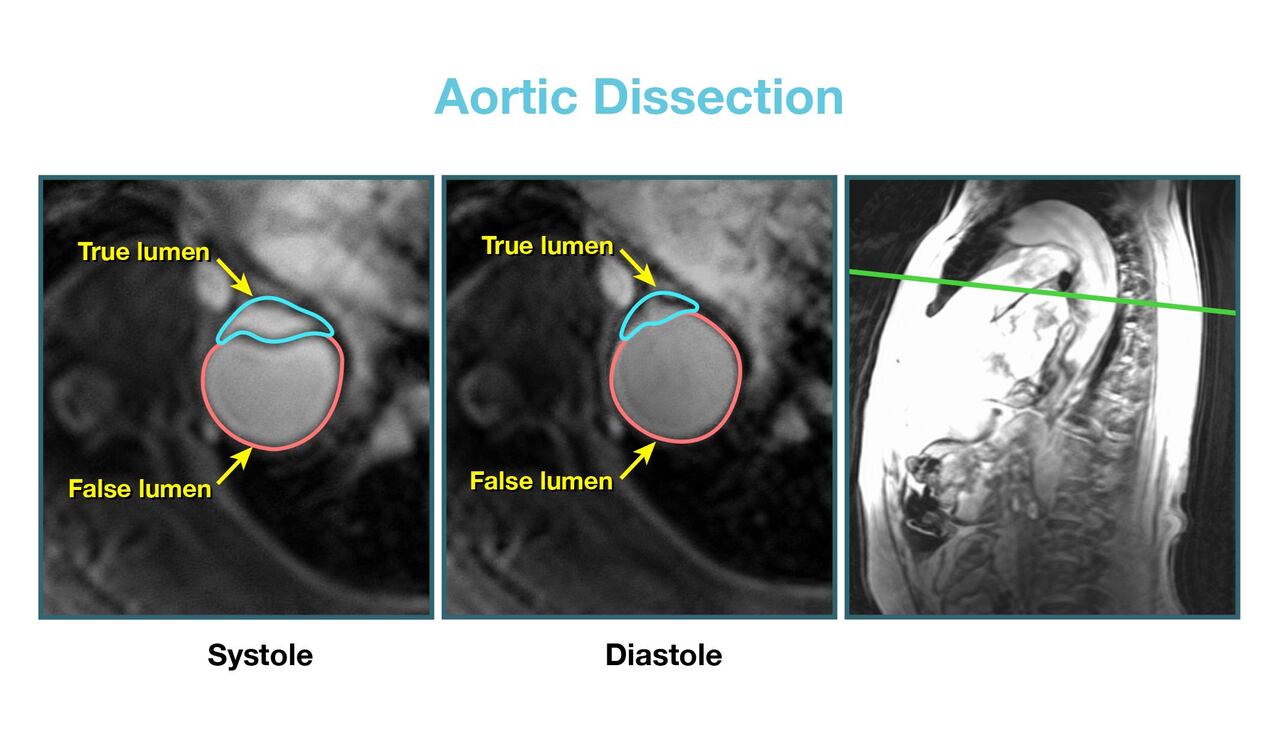 Aortic Dissection
True lumen
False lumen
True lumen
False lumen
Systole
Diastole